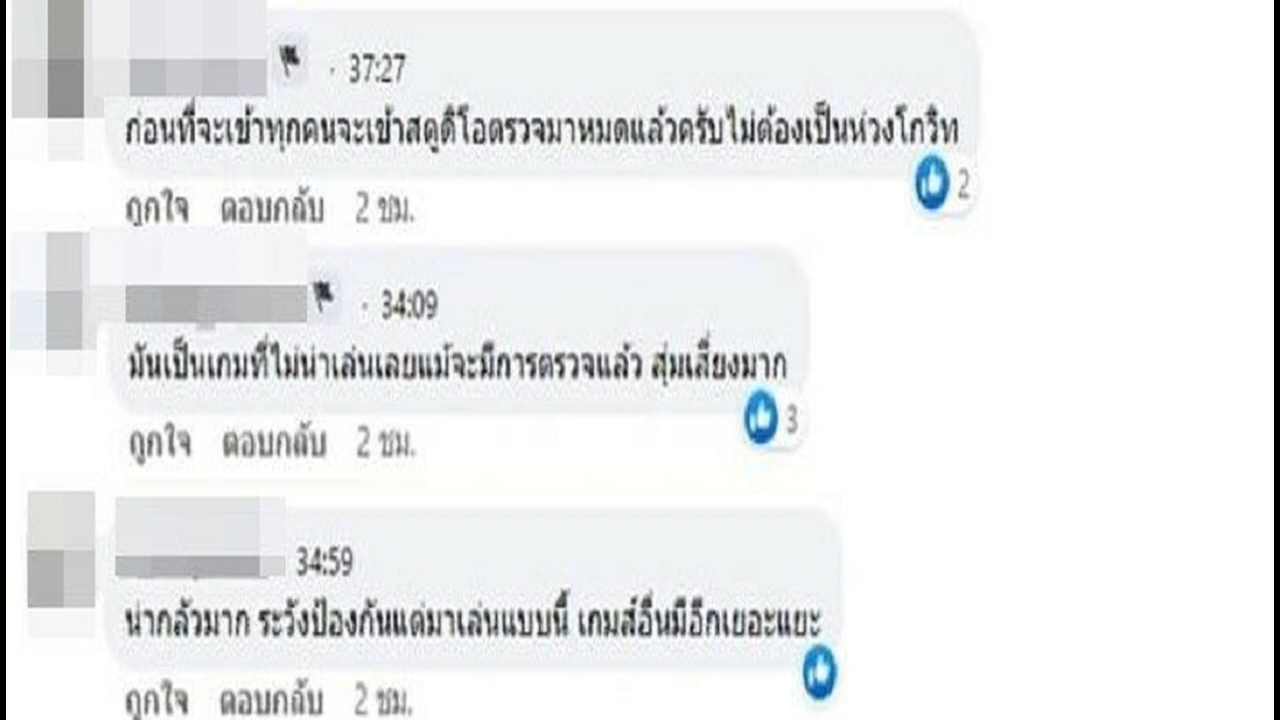 · 37:27
ก่อนที่จะเข้าทุกคนจะเข้าสตูดิโอตรวจมาหมดแล้วครับไม่ต้องเป็นห่วงโกวิท
2
ถูกใจ ตอบกลับ 2 ชม.
· 34:09
มันเป็นเกมที่ไม่น่าเล่นเลยแม้จะมีการตรวจแล้ว สุ่มเสี่ยงมาก
3
ถูกใจ ตอบกลับ 2 ชม.
34:59
น่ากลัวมาก ระวังป้องกันแต่มาเล่นแบบนี้ เกมส์อื่นมีอีกเยอะแยะ
ถูกใจ ตอบกลับ 2 ชม.